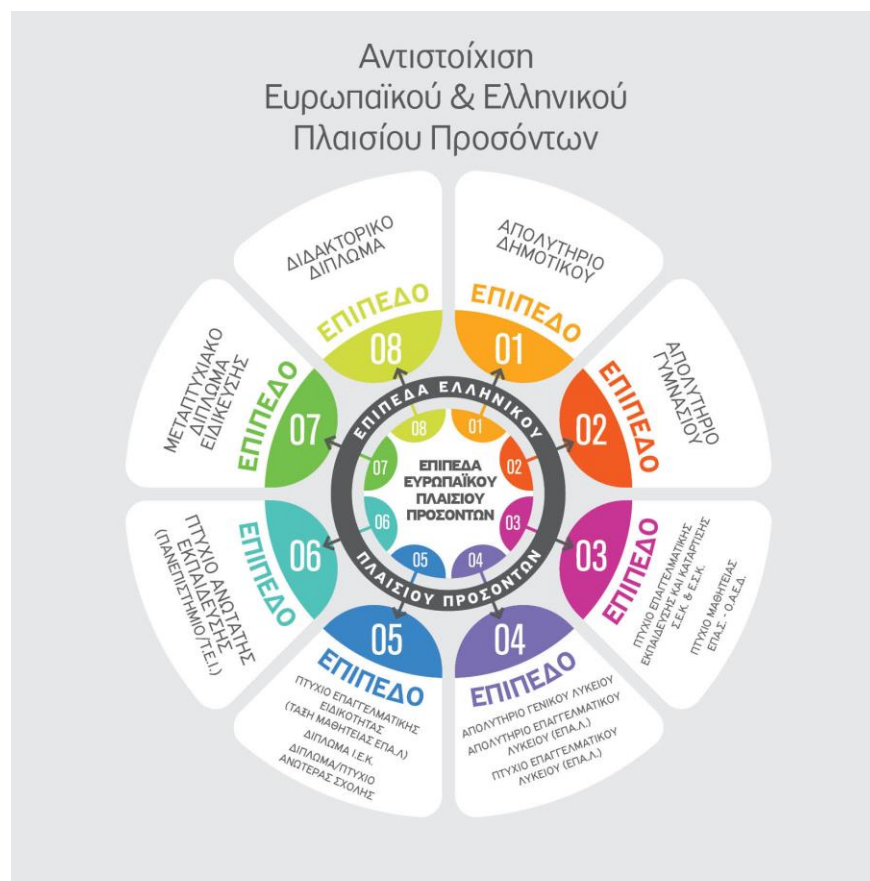 Αντιστοίχιση
Ευρωπαϊκού & Ελληνικού
Πλαισίου Προσόντων
ΑΠΟΛΥΤΗΡΙΟ
ΔΗΜΟΤΙΚΟΥ
ΕΠΙΠΕΔΟ
01
ΑΠΟΛΥΤΗΡΙΟ
ΓΥΜΝΑΣΙΟΥ
ΕΠΙΠΕΔΟ
02
ΠΤΥΧΙΟ ΕΠΑΓΓΕΛΜΑΤΙΚΗΣ
ΕΚΠΑΙΔΕΥΣΗΣ ΚΑΙ ΚΑΤΑΡΤΙΣΗΣ
Σ.Ε.Κ. & Ε.Σ.Κ.
ΠΤΥΧΙΟ ΜΑΘΗΤΕΙΑΣ
ΕΠΑ.Σ. - Ο.Α.Ε.Δ.
ΕΠΙΠΕΔΟ
03
04
ΕΠΙΠΕΔΟ
ΑΠΟΛΥΤΗΡΙΟ ΓΕΝΙΚΟΥ ΛΥΚΕΙΟΥ
ΑΠΟΛΥΤΗΡΙΟ ΕΠΑΓΓΕΛΜΑΤΙΚΟΥ
ΛΥΚΕΙΟΥ (ΕΠΑ.Λ.)
ΠΤΥΧΙΟ ΕΠΑΓΓΕΛΜΑΤΙΚΟΥ
ΛΥΚΕΙΟΥ (ΕΠΑ.Λ.)
05
ΕΠΙΠΕΔΟ
ΠΤΥΧΙΟ ΕΠΑΓΓΕΛΜΑΤΙΚΗΣ
ΕΙΔΙΚΟΤΗΤΑΣ
(ΤΑΞΗ ΜΑΘΗΤΕΙΑΣ ΕΠΑ.Λ)
ΔΙΠΛΩΜΑ Ι.Ε.Κ.
ΔΙΠΛΩΜΑ/ΠΤΥΧΙΟ
ΑΝΩΤΕΡΑΣ ΣΧΟΛΗΣ
06
ΕΠΙΠΕΔΟ
ΠΤΥΧΙΟ ΑΝΩΤΑΤΗΣ
ΕΚΠΑΙΔΕΥΣΗΣ
(ΠΑΝΕΠΙΣΤΗΜΙΟ/Τ.Ε.Ι.)
ΜΕΤΑΠΤΥΧΙΑΚΟ
ΔΙΠΛΩΜΑ
ΕΙΔΙΚΕΥΣΗΣ
ΕΠΙΠΕΔΟ
07
ΔΙΔΑΚΤΟΡΙΚΟ
ΔΙΠΛΩΜΑ
ΕΠΙΠΕΔΟ
08
ΕΠΙΠΕΔΑ ΕΛΛΗΝΙΚΟΥ
ΠΛΑΙΣΙΟΥ ΠΡΟΣΟΝΤΩΝ
01
02
03
04
05
06
07
08
ΕΠΙΠΕΔΑ
ΕΥΡΩΠΑΪΚΟΥ
ΠΛΑΙΣΙΟΥ
ΠΡΟΣΟΝΤΩΝ